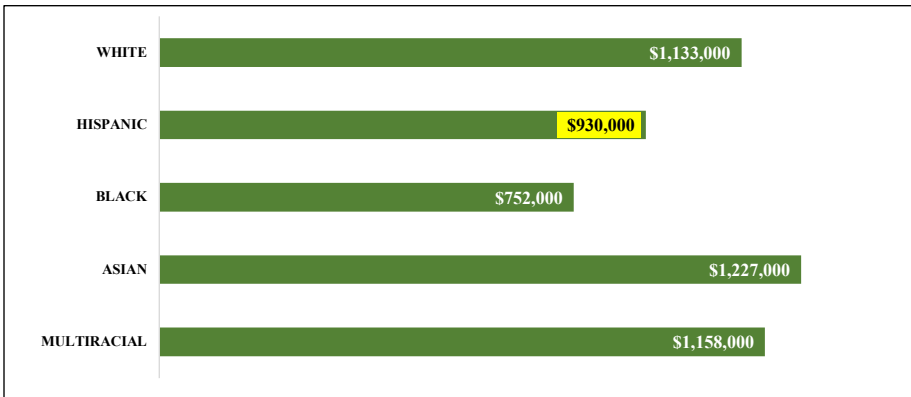 WHITE $1,133,000
HISPANIC $930,000
BLACK $752,000
ASIAN $1,227,000
MULTIRACIAL $1,158,000